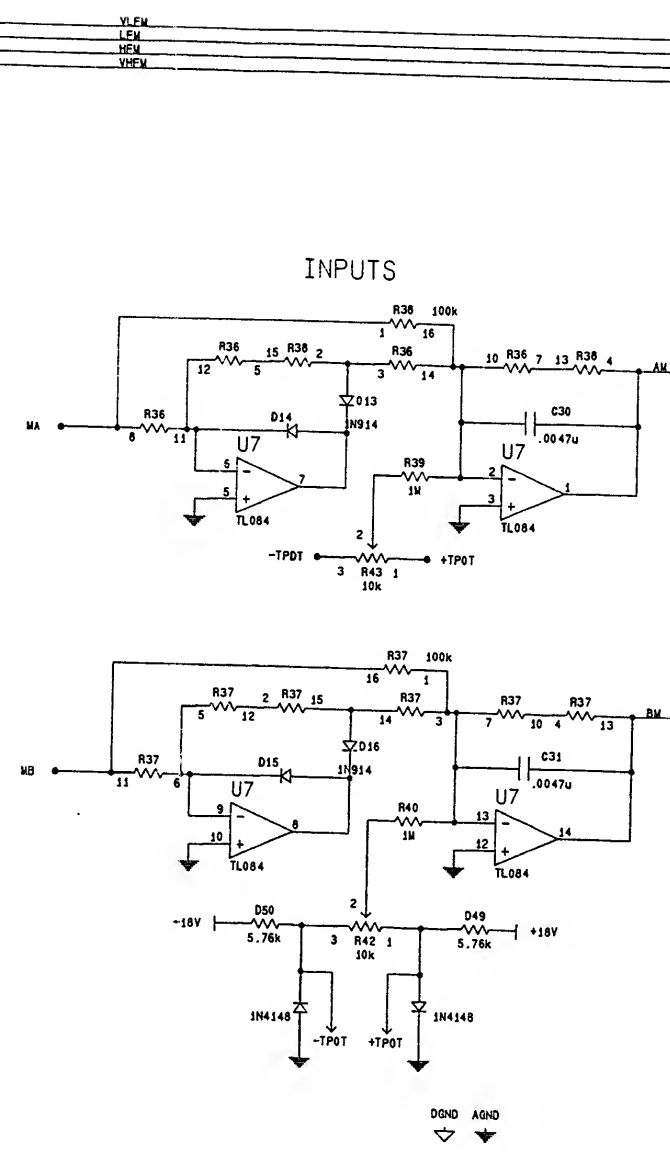 VLFM
LFM
HFM
VHFM
INPUTS
R38 100k
1 16
R36 15 R38 2 R36 10 R36 7 13 R38 4
12 5 3 14
AM
D13
1N914
C30
.0047u
MA R36 D14
8 11
U7
6 -
5 +
7
TL084
R39
1M
U7
2 -
3 +
1
TL084
2
-TPDT +TPOT
3 R43 1
10k
R37 100k
16 1
R37 2 R37 15 R37 R37 R37
5 12 14 3 7 10 4 13
BM
D16
1N914
C31
.0047u
MB R37 D15
11 6
U7
9 -
10 +
8
TL084
R40
1M
U7
13 -
12 +
14
TL084
2
-18V D50 D49 +18V
5.76k 3 R42 1 5.76k
10k
1N4148 1N4148
-TPOT +TPOT
DGND AGND